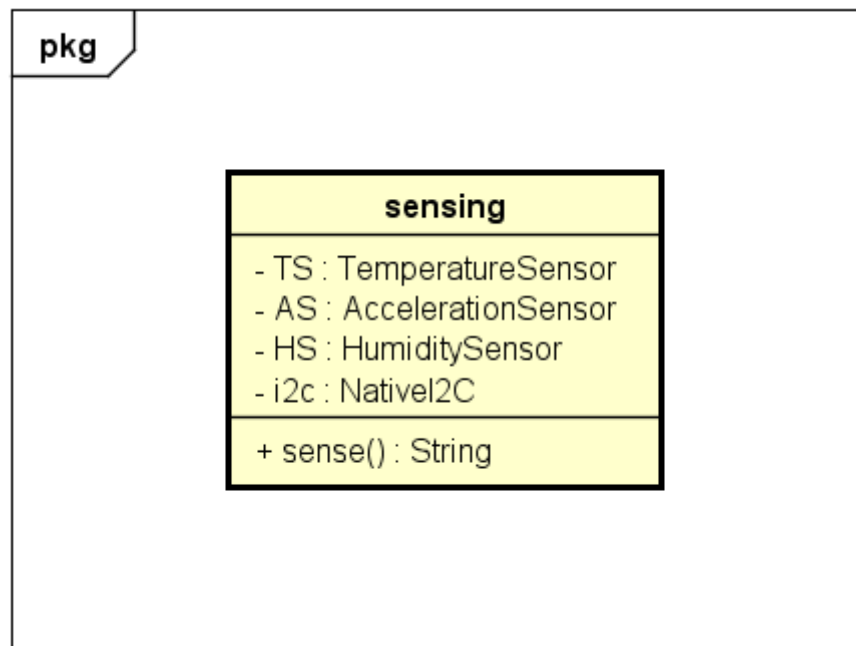 pkg
sensing
- TS : TemperatureSensor
- AS : AccelerationSensor
- HS : HumiditySensor
- i2c : NativeI2C
+ sense() : String